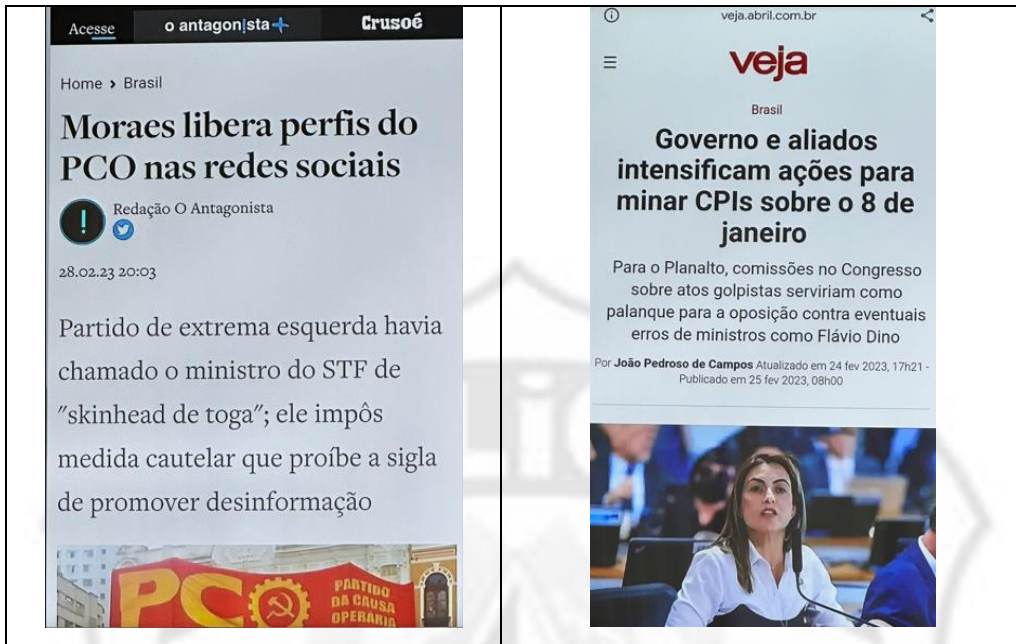 Acesse o antagonista+ Crusoé
Home > Brasil
Moraes libera perfis do
PCO nas redes sociais
Redação O Antagonista
28.02.23 20:03
Partido de extrema esquerda havia
chamado o ministro do STF de
"skinhead de toga"; ele impôs
medida cautelar que proíbe a sigla
de promover desinformação
PCO
PARTIDO
DA CAUSA
OPERARIA
veja.abril.com.br
veja
Brasil
Governo e aliados
intensificam ações para
minar CPIs sobre o 8 de
janeiro
Para o Planalto, comissões no Congresso
sobre atos golpistas serviriam como
palanque para a oposição contra eventuais
erros de ministros como Flávio Dino
Por João Pedroso de Campos Atualizado em 24 fev 2023, 17h21 -
Publicado em 25 fev 2023, 08h00